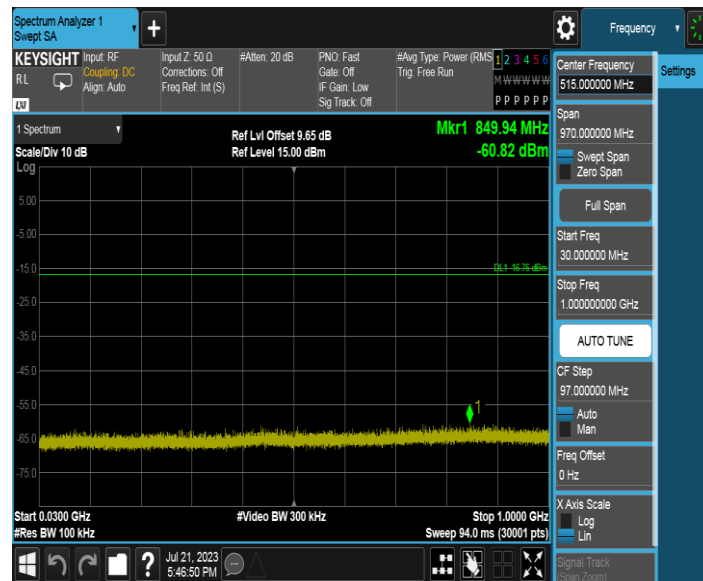 Spectrum Analyzer 1
Swept SA
+
Frequency
KEYSIGHT
RL
LXI
Input: RF
Coupling: DC
Align: Auto
Input Z: 50 Ω
Corrections: Off
Freq Ref: Int (S)
#Atten: 20 dB
PNO: Fast
Gate: Off
IF Gain: Low
Sig Track: Off
#Avg Type: Power (RMS
Trig: Free Run
1 2 3 4 5 6
M W W W W W
P P P P P P
1 Spectrum
Scale/Div 10 dB
Log
Ref Lvl Offset 9.65 dB
Ref Level 15.00 dBm
Mkr1 849.94 MHz
-60.82 dBm
5.00
-5.00
-15.0
DL1 -16.76 dBm
-25.0
-35.0
-45.0
-55.0
1
-65.0
-75.0
Start 0.0300 GHz
#Res BW 100 kHz
#Video BW 300 kHz
Stop 1.0000 GHz
Sweep 94.0 ms (30001 pts)
?
Jul 21, 2023
5:46:50 PM
Center Frequency
515.000000 MHz
Span
970.000000 MHz
Swept Span
Zero Span
Full Span
Start Freq
30.000000 MHz
Stop Freq
1.000000000 GHz
AUTO TUNE
CF Step
97.000000 MHz
Auto
Man
Freq Offset
0 Hz
X Axis Scale
Log
Lin
Signal Track
(Span Zoom)
Settings